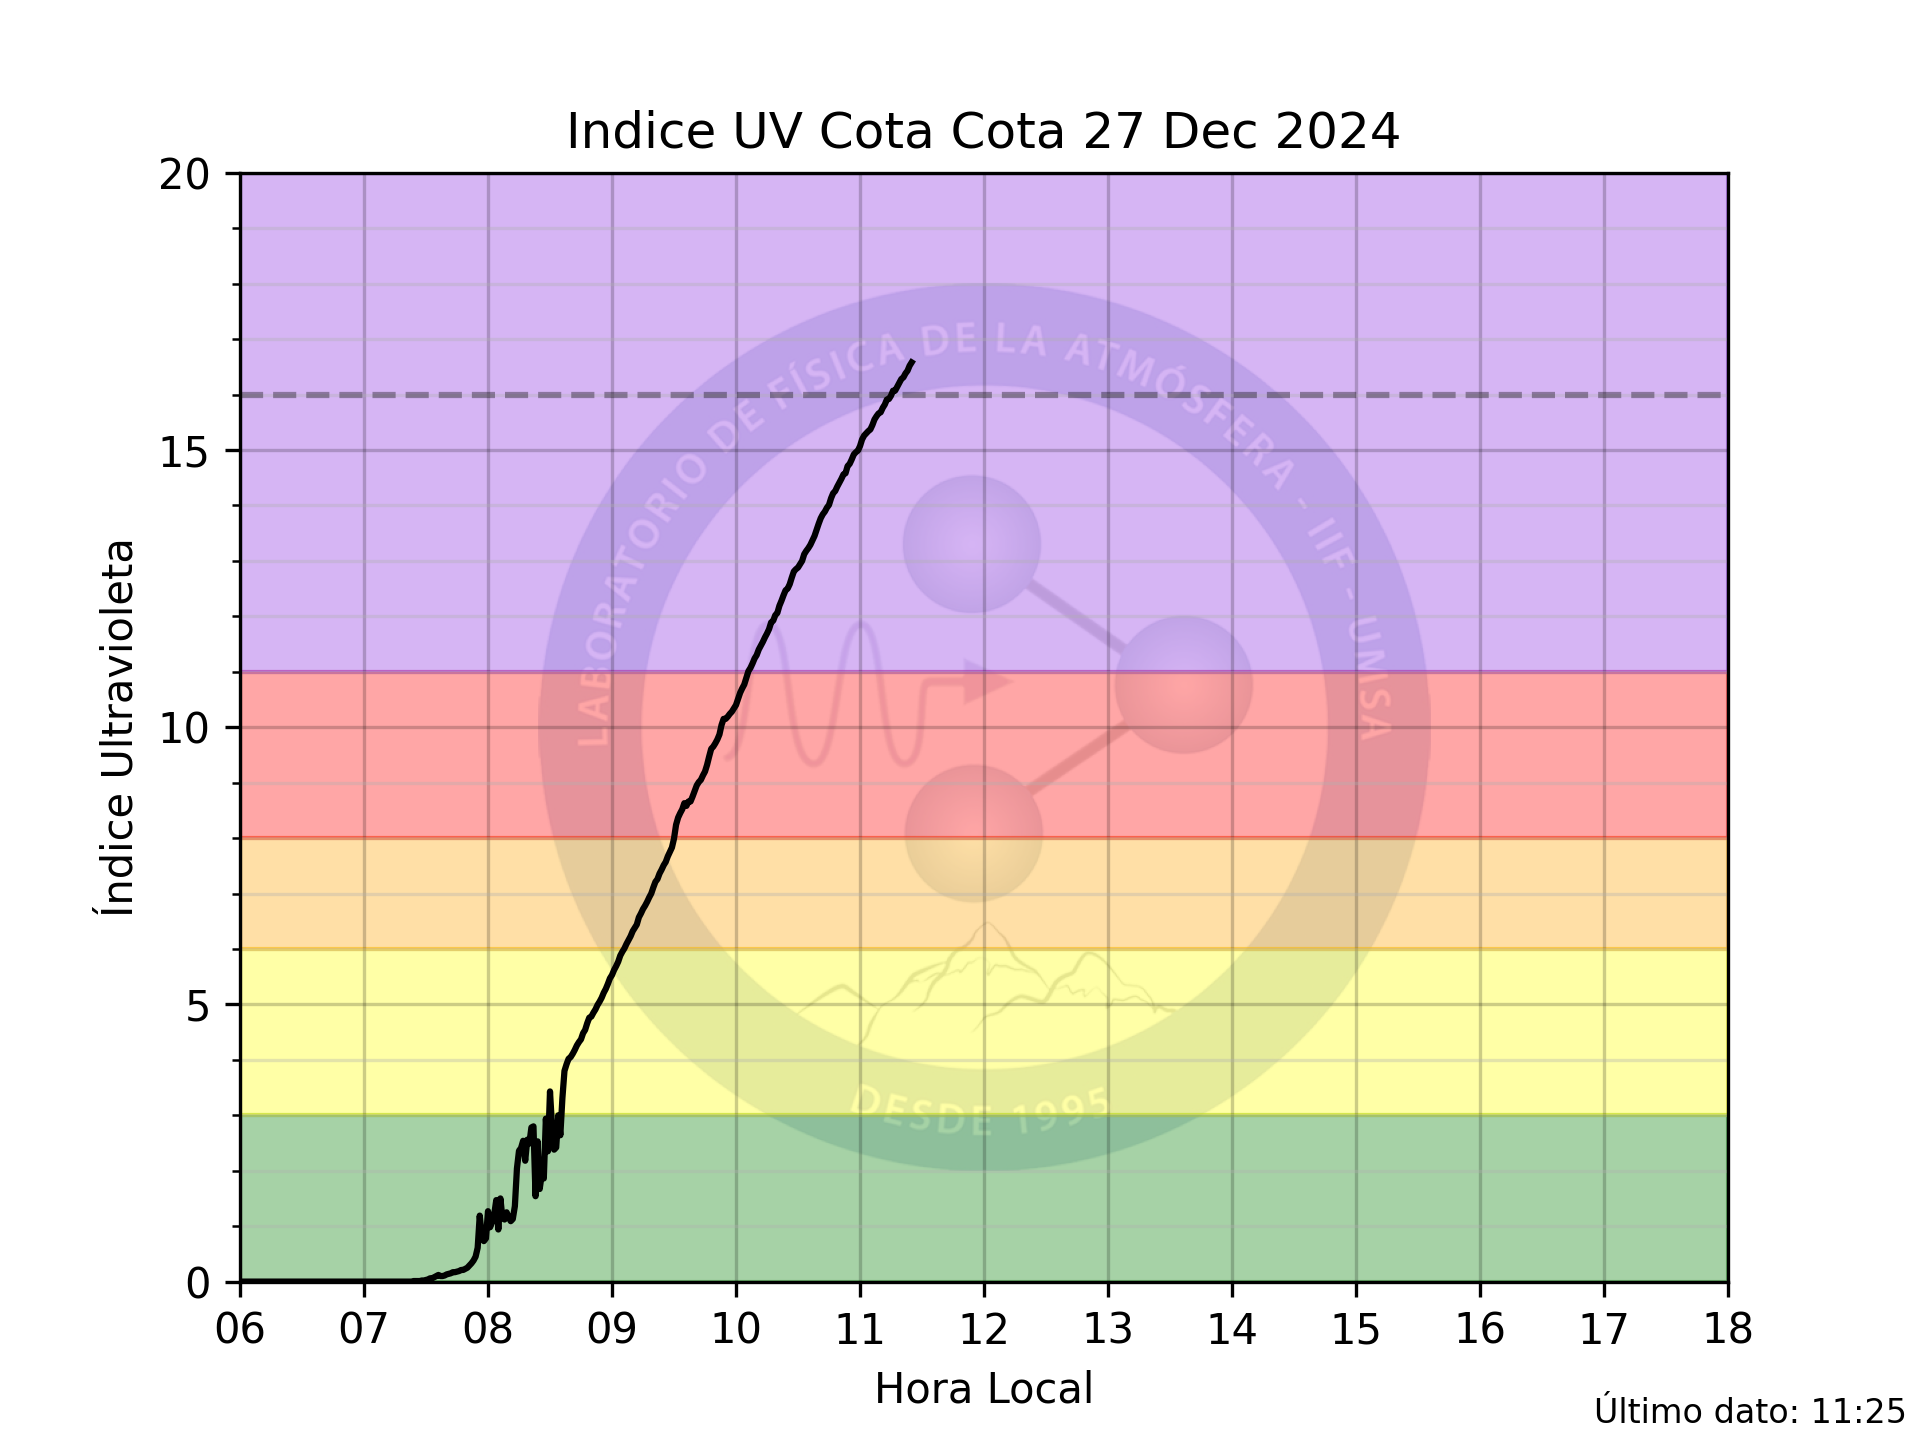 Indice UV Cota Cota 27 Dec 2024
20
15
10
5
0
Índice Ultravioleta
LABORATORIO DE FÍSICA DE LA ATMÓSFERA - IIF - UMSA
DESDE 1995
06 07 08 09 10 11 12 13 14 15 16 17 18
Hora Local
Último dato: 11:25